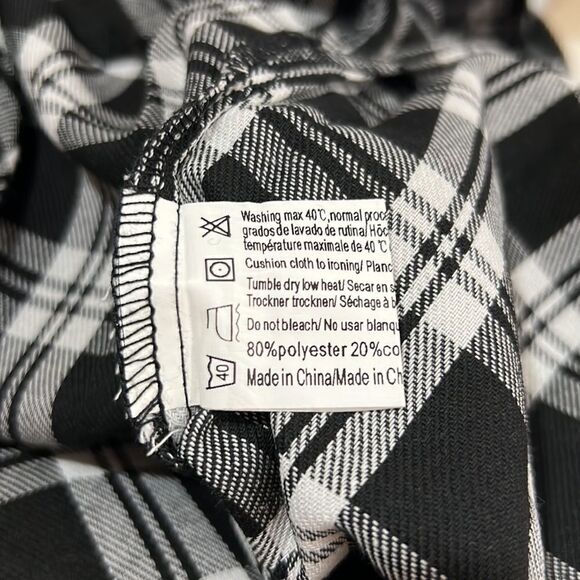 Washing max 40℃,normal proc
grados de lavado de rutina/ Höc
température maximale de 40 ℃
Cushion cloth to ironing/ Planc
Tumble dry low heat/ Secar en s
Trockner trocknen/ Séchage à b
Do not bleach/ No usar blanqu
80%polyester 20%co
40 Made in China/Made in Ch